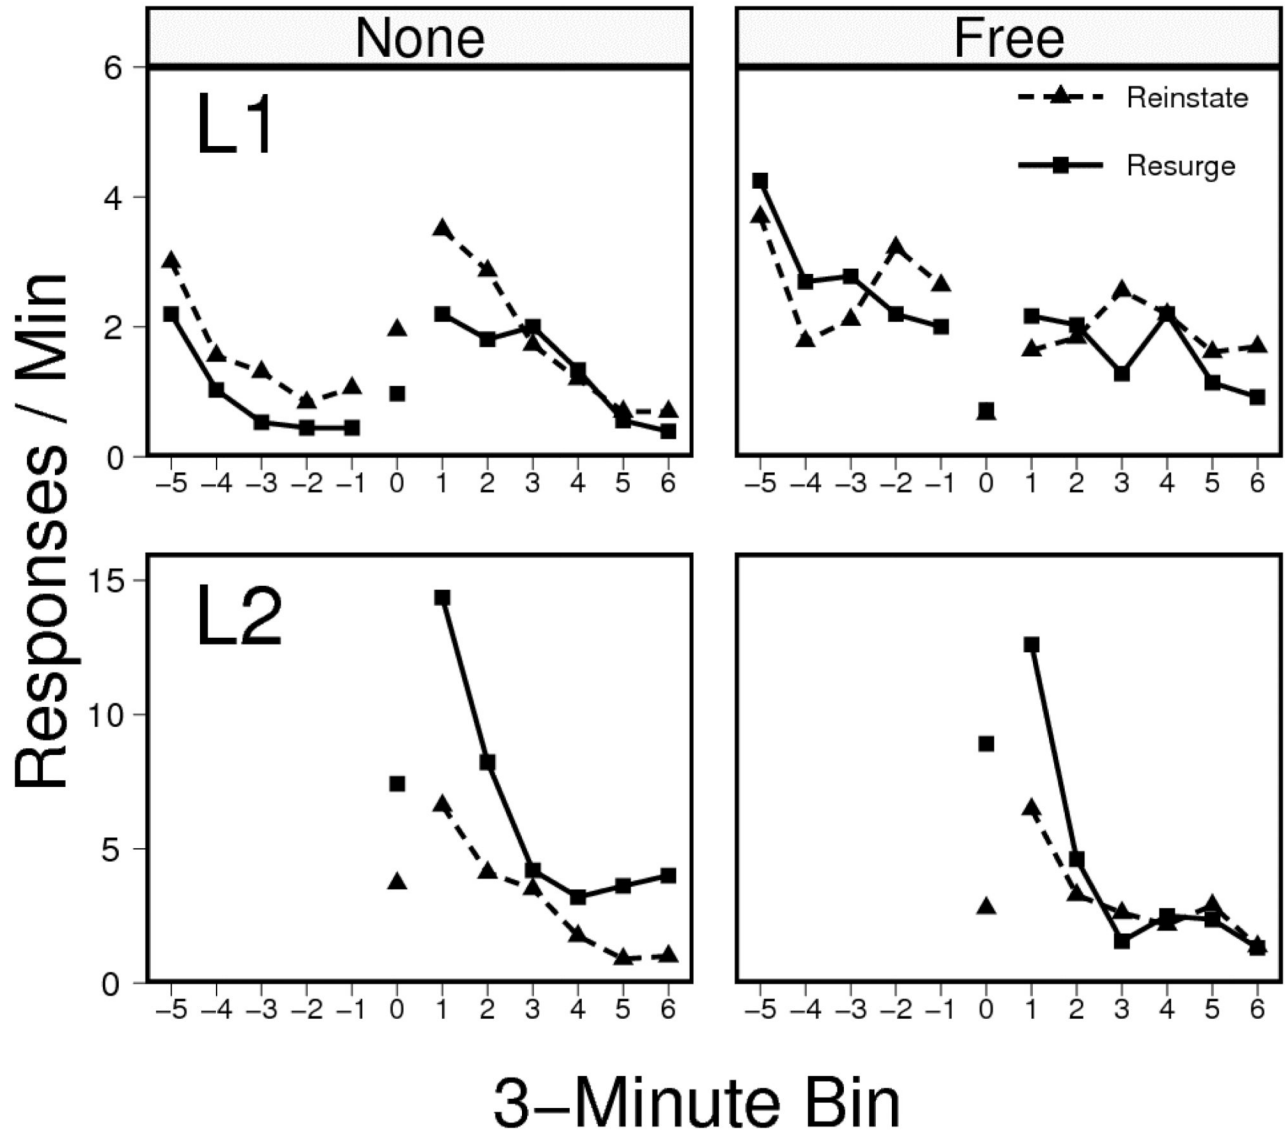 None
Free
6
L1
Reinstate
Resurge
4
2
0
−5 −4 −3 −2 −1 0 1 2 3 4 5 6
−5 −4 −3 −2 −1 0 1 2 3 4 5 6
Responses / Min
15
L2
10
5
0
−5 −4 −3 −2 −1 0 1 2 3 4 5 6
−5 −4 −3 −2 −1 0 1 2 3 4 5 6
3−Minute Bin